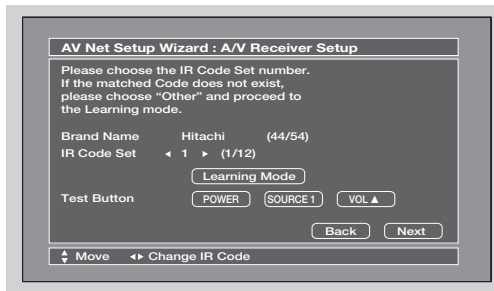 AV Net Setup Wizard : A/V Receiver Setup
Please choose the IR Code Set number.
If the matched Code does not exist,
please choose “Other” and proceed to
the Learning mode.
Brand Name Hitachi (44/54)
IR Code Set ◂ 1 ▸ (1/12)
Learning Mode
Test Button POWER SOURCE 1 VOL ▲
Back Next
▲▼ Move ◂▸ Change IR Code